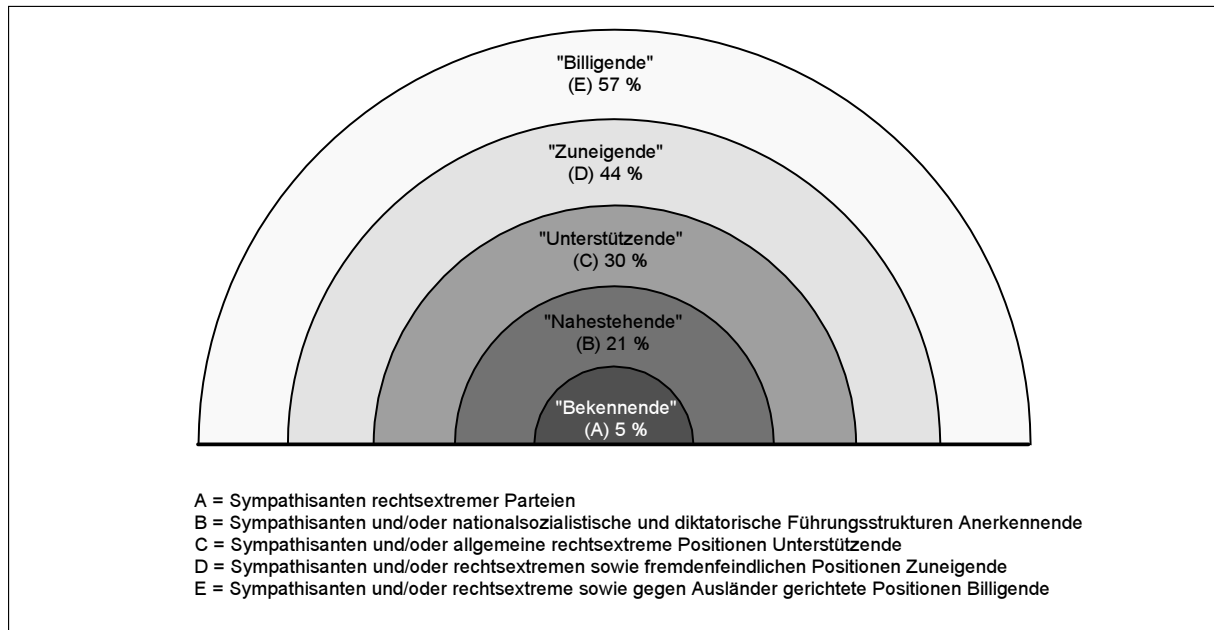 "Billigende"
(E) 57 %
"Zuneigende"
(D) 44 %
"Unterstützende"
(C) 30 %
"Nahestehende"
(B) 21 %
"Bekennende"
(A) 5 %
A = Sympathisanten rechtsextremer Parteien
B = Sympathisanten und/oder nationalsozialistische und diktatorische Führungsstrukturen Anerkennende
C = Sympathisanten und/oder allgemeine rechtsextreme Positionen Unterstützende
D = Sympathisanten und/oder rechtsextremen sowie fremdenfeindlichen Positionen Zuneigende
E = Sympathisanten und/oder rechtsextreme sowie gegen Ausländer gerichtete Positionen Billigende